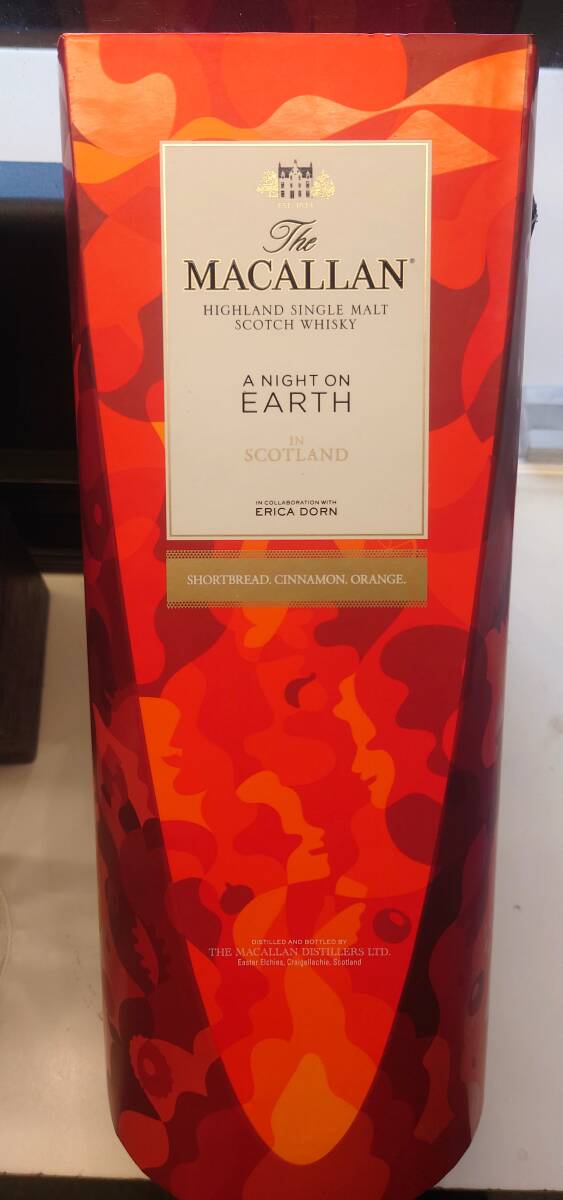 EST. 1824
The
MACALLAN®
HIGHLAND SINGLE MALT
SCOTCH WHISKY
A NIGHT ON
EARTH
IN
SCOTLAND
IN COLLABORATION WITH
ERICA DORN
SHORTBREAD. CINNAMON. ORANGE.
DISTILLED AND BOTTLED BY
THE MACALLAN DISTILLERS LTD.
Easter Elchies, Craigellachie, Scotland